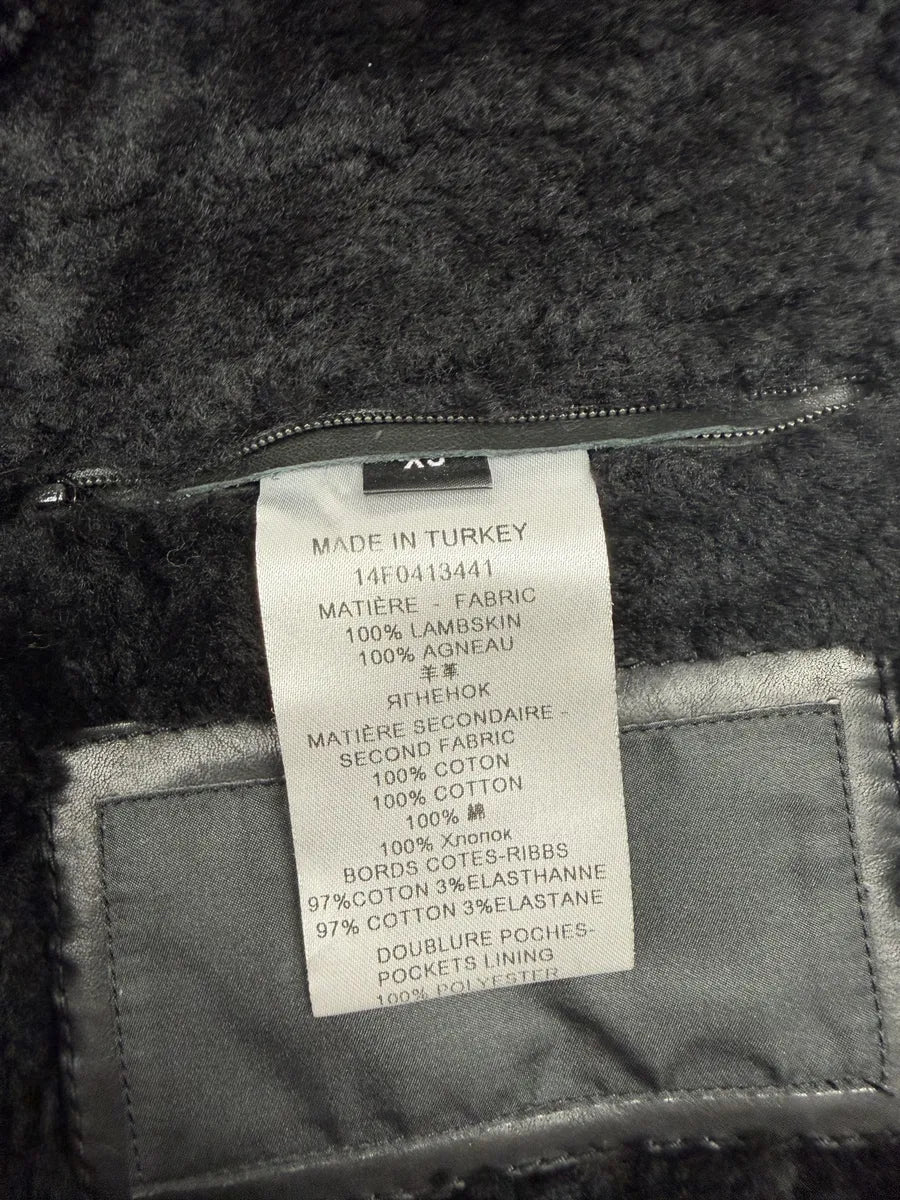 XS
MADE IN TURKEY
14F0413441
MATIÈRE - FABRIC
100% LAMBSKIN
100% AGNEAU
羊革
ЯГНЕНОК
MATIÈRE SECONDAIRE -
SECOND FABRIC
100% COTON
100% COTTON
100% 綿
100% Хлопок
BORDS COTES-RIBBS
97%COTON 3%ELASTHANNE
97% COTTON 3%ELASTANE
DOUBLURE POCHES-
POCKETS LINING
100% POLYESTER